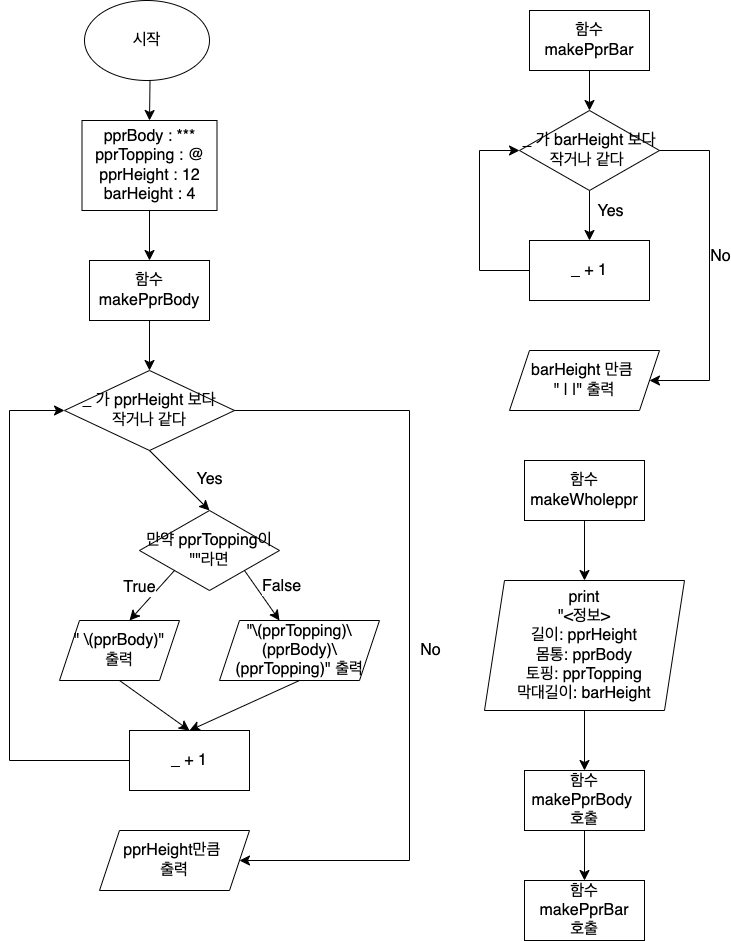 시작
pprBody : ***
pprTopping : @
pprHeight : 12
barHeight : 4
함수
makePprBody
_ 가 pprHeight 보다
작거나 같다
Yes
만약 pprTopping이
""라면
True
False
" \(pprBody)"
출력
"\(pprTopping)\
(pprBody)\
(pprTopping)" 출력
No
_ + 1
pprHeight만큼
출력
함수
makePprBar
_ 가 barHeight 보다
작거나 같다
Yes
No
_ + 1
barHeight 만큼
" | |" 출력
함수
makeWholeppr
print
"<정보>
길이: pprHeight
몸통: pprBody
토핑: pprTopping
막대길이: barHeight
함수
makePprBody
호출
함수
makePprBar
호출